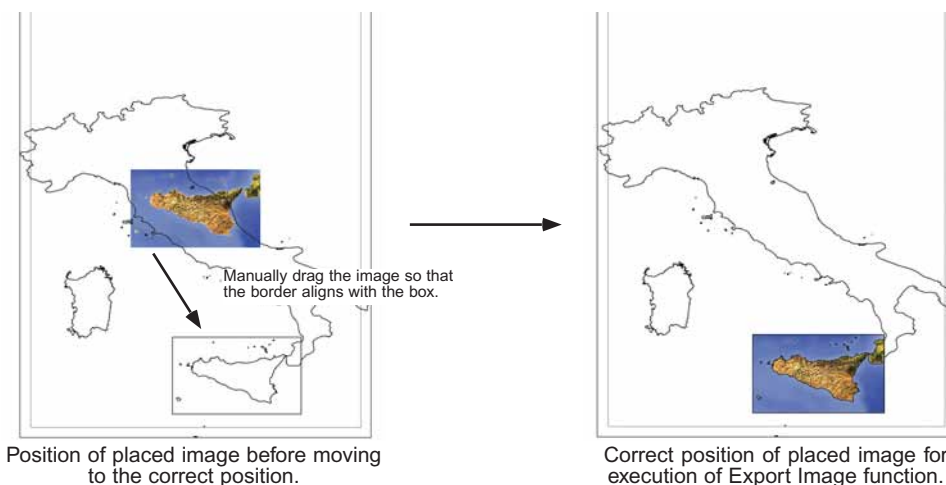 Manually drag the image so that
the border aligns with the box.
Position of placed image before moving
to the correct position.
Correct position of placed image for
execution of Export Image function.